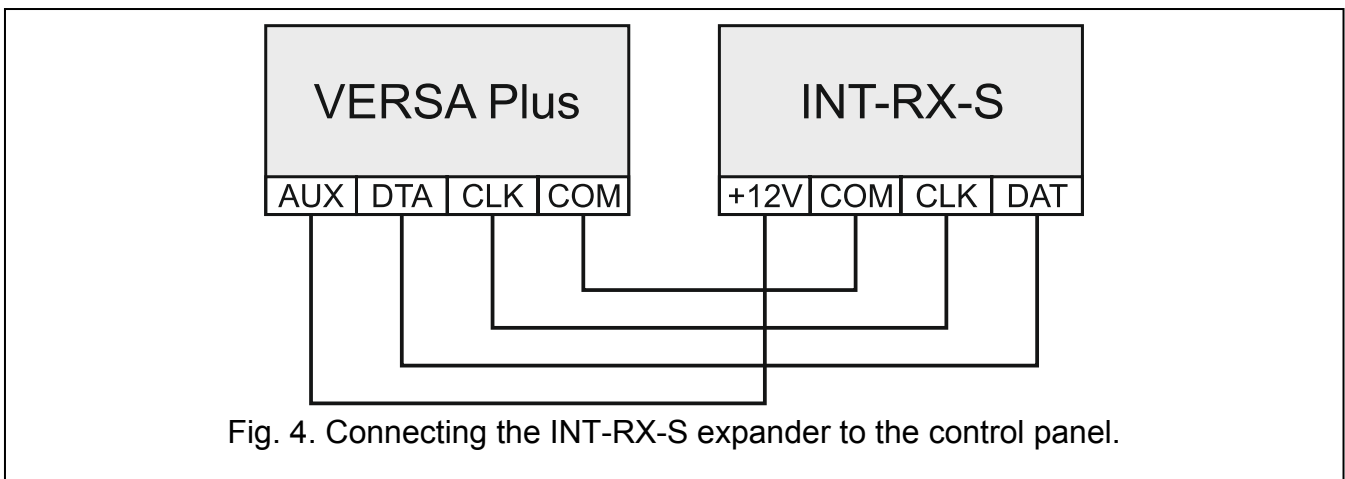 VERSA Plus
INT-RX-S
AUX DTA CLK COM
+12V COM CLK DAT
Fig. 4. Connecting the INT-RX-S expander to the control panel.